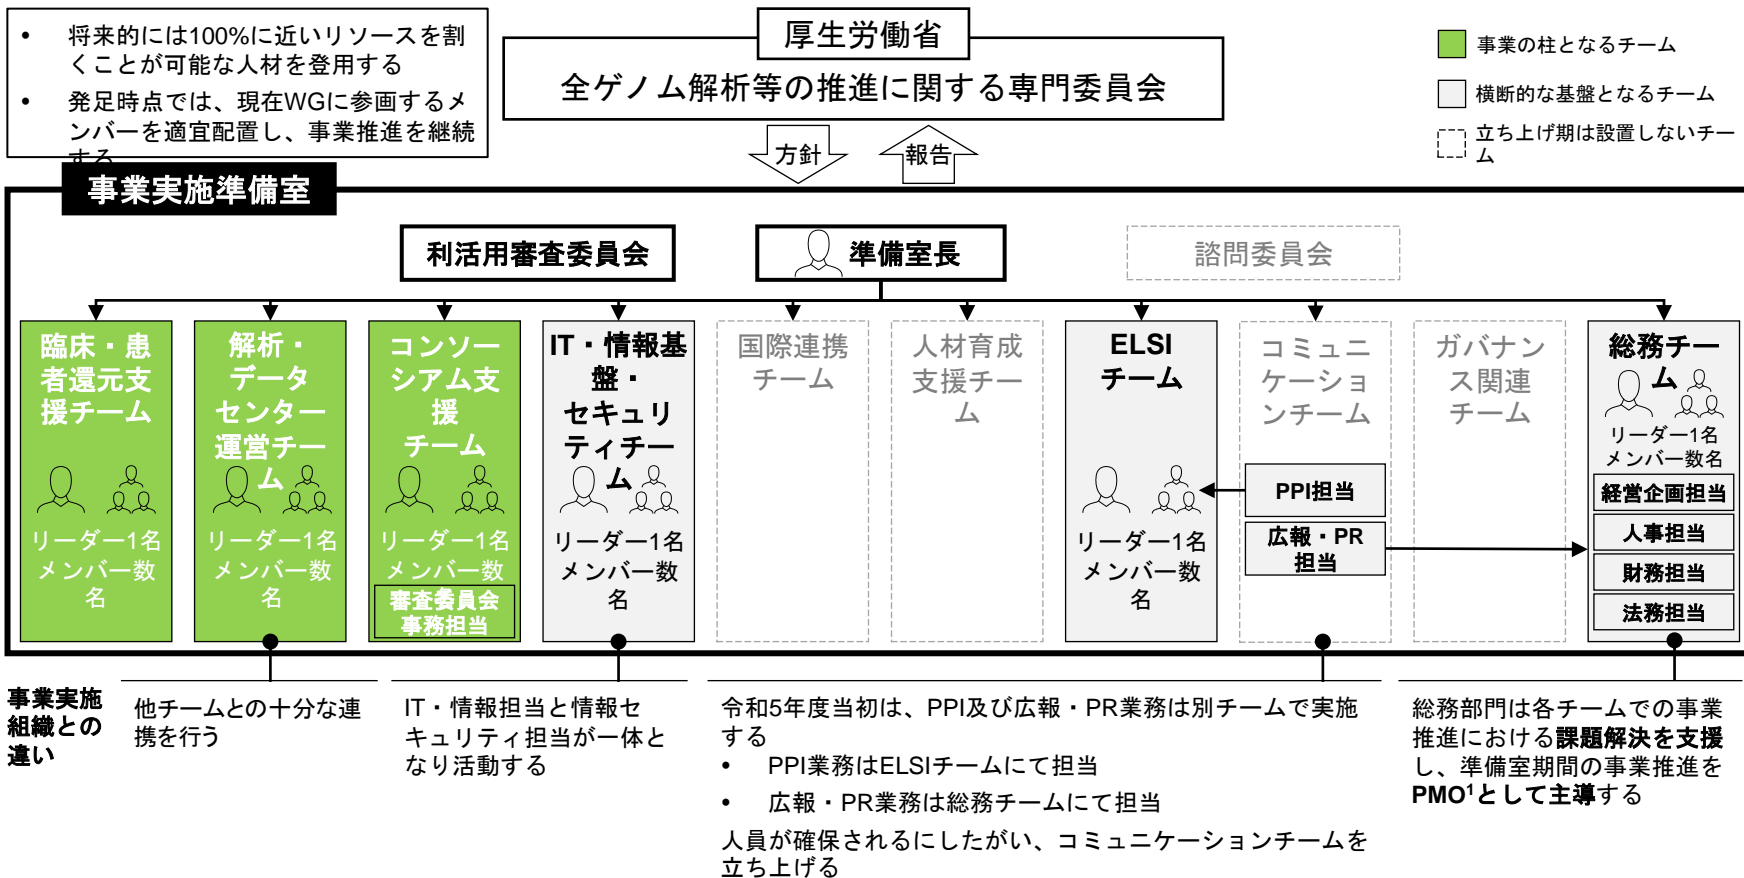 • 将来的には100%に近いリソースを割
くことが可能な人材を登用する
• 発足時点では、現在WGに参画するメ
ンバーを適宜配置し、事業推進を継続
する
厚生労働省
全ゲノム解析等の推進に関する専門委員会
方針
報告
事業の柱となるチーム
横断的な基盤となるチーム
立ち上げ期は設置しないチー
ム
事業実施準備室
利活用審査委員会
準備室長
諮問委員会
臨床・患
者還元支
援チーム
リーダー1名
メンバー数
名
解析・
データ
センター
運営チー
ム
リーダー1名
メンバー数
名
コンソー
シアム支
援
チーム
リーダー1名
メンバー数
名
審査委員会
事務担当
IT・情報基
盤・
セキュリ
ティチー
ム
リーダー1名
メンバー数
名
国際連携
チーム
人材育成
支援チー
ム
ELSI
チーム
リーダー1名
メンバー数
名
コミュニ
ケーショ
ンチーム
PPI担当
広報・PR
担当
ガバナン
ス関連
チーム
総務チー
ム
リーダー1名
メンバー数名
経営企画担当
人事担当
財務担当
法務担当
事業実施
組織との
違い
他チームとの十分な連
携を行う
IT・情報担当と情報セ
キュリティ担当が一体と
なり活動する
令和5年度当初は、PPI及び広報・PR業務は別チームで実施
する
• PPI業務はELSIチームにて担当
• 広報・PR業務は総務チームにて担当
人員が確保されるにしたがい、コミュニケーションチームを
立ち上げる
総務部門は各チームでの事業
推進における課題解決を支援
し、準備室期間の事業推進を
PMO¹として主導する